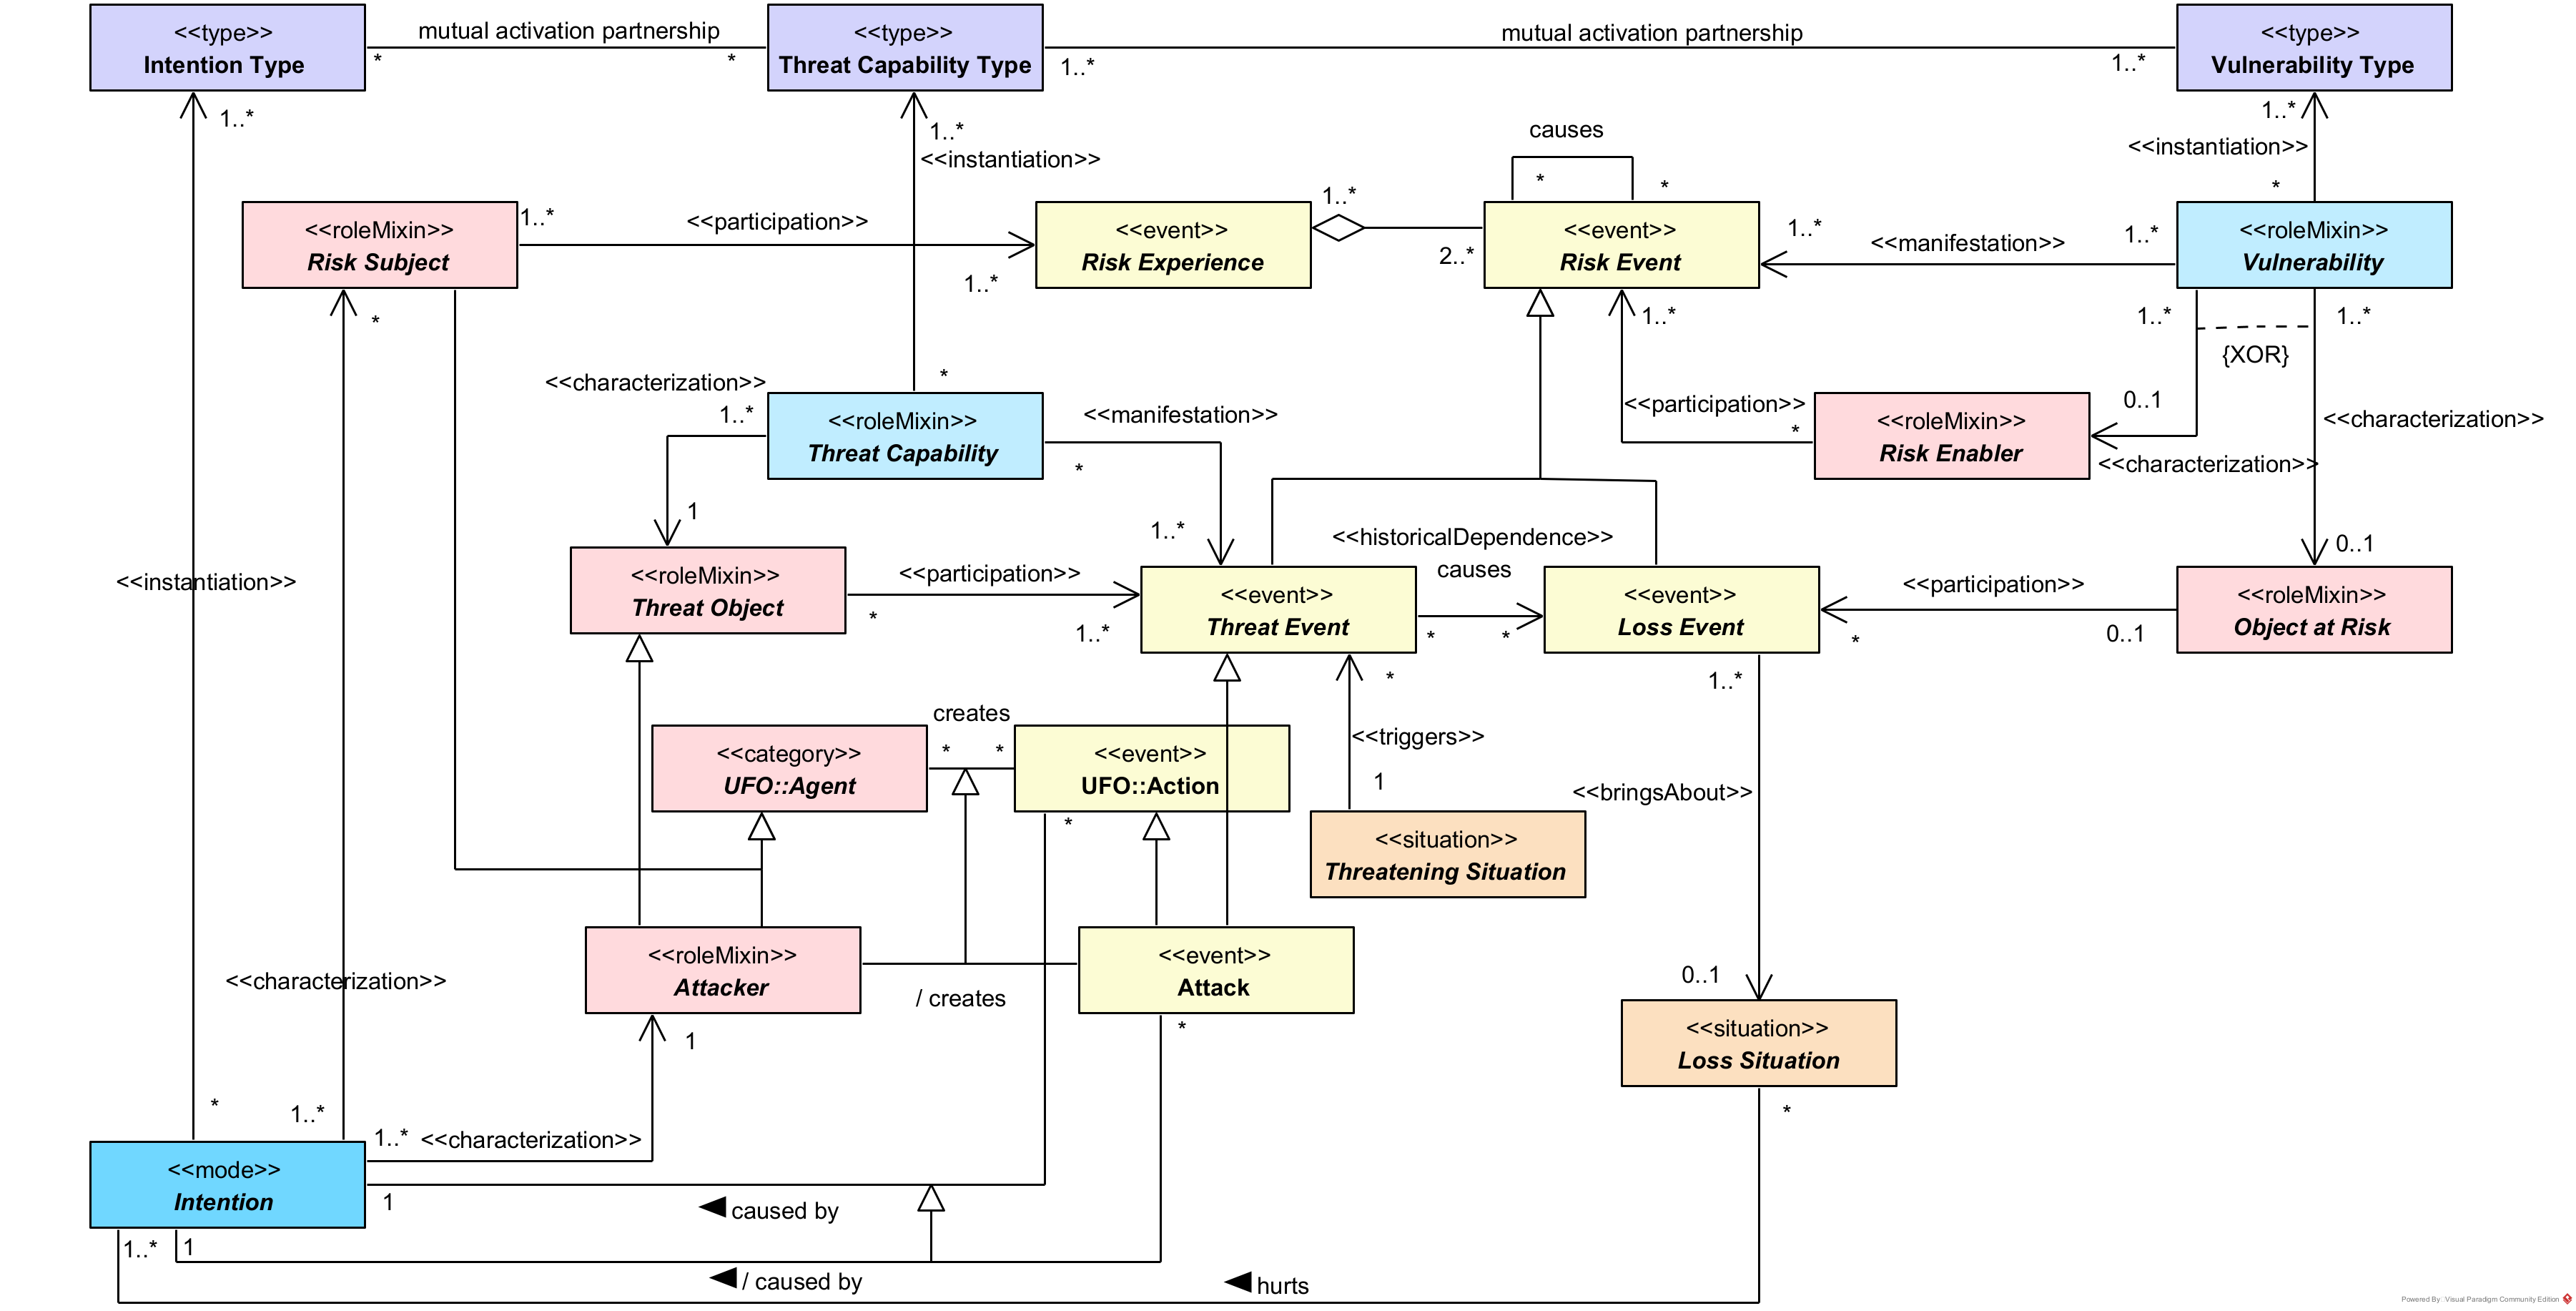 <<type>>
Intention Type
mutual activation partnership
*
*
<<type>>
Threat Capability Type
mutual activation partnership
1..*
1..*
<<type>>
Vulnerability Type
1..*
1..*
<<instantiation>>
causes
*
*
1..*
<<instantiation>>
*
<<roleMixin>>
Risk Subject
1..*
<<participation>>
1..*
<<event>>
Risk Experience
1..*
2..*
<<event>>
Risk Event
1..*
<<manifestation>>
1..*
<<roleMixin>>
Vulnerability
*
1..*
1..*
1..*
{XOR}
<<characterization>>
1..*
*
<<roleMixin>>
Threat Capability
<<manifestation>>
*
<<participation>>
*
<<roleMixin>>
Risk Enabler
0..1
<<characterization>>
<<characterization>>
1
1..*
<<historicalDependence>>
causes
0..1
<<instantiation>>
<<roleMixin>>
Threat Object
<<participation>>
*
1..*
<<event>>
Threat Event
*
*
<<event>>
Loss Event
<<participation>>
*
0..1
<<roleMixin>>
Object at Risk
*
1..*
creates
<<category>>
UFO::Agent
*
*
<<event>>
UFO::Action
*
<<triggers>>
1
<<bringsAbout>>
<<situation>>
Threatening Situation
<<characterization>>
<<roleMixin>>
Attacker
/ creates
<<event>>
Attack
0..1
1
*
<<situation>>
Loss Situation
*
*
1..*
1..*
<<characterization>>
<<mode>>
Intention
1
caused by
1..*
1
/ caused by
hurts
Powered By: Visual Paradigm Community Edition